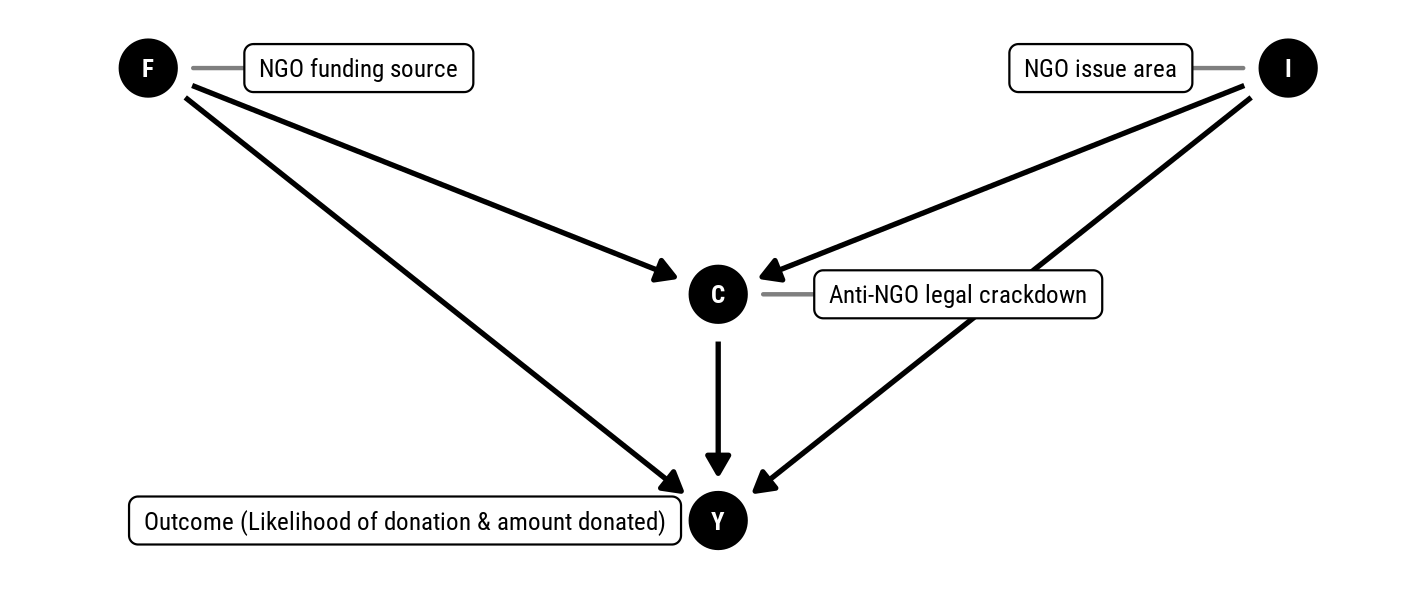 F
NGO funding source
NGO issue area
I
C
Anti-NGO legal crackdown
Outcome (Likelihood of donation & amount donated)
Y